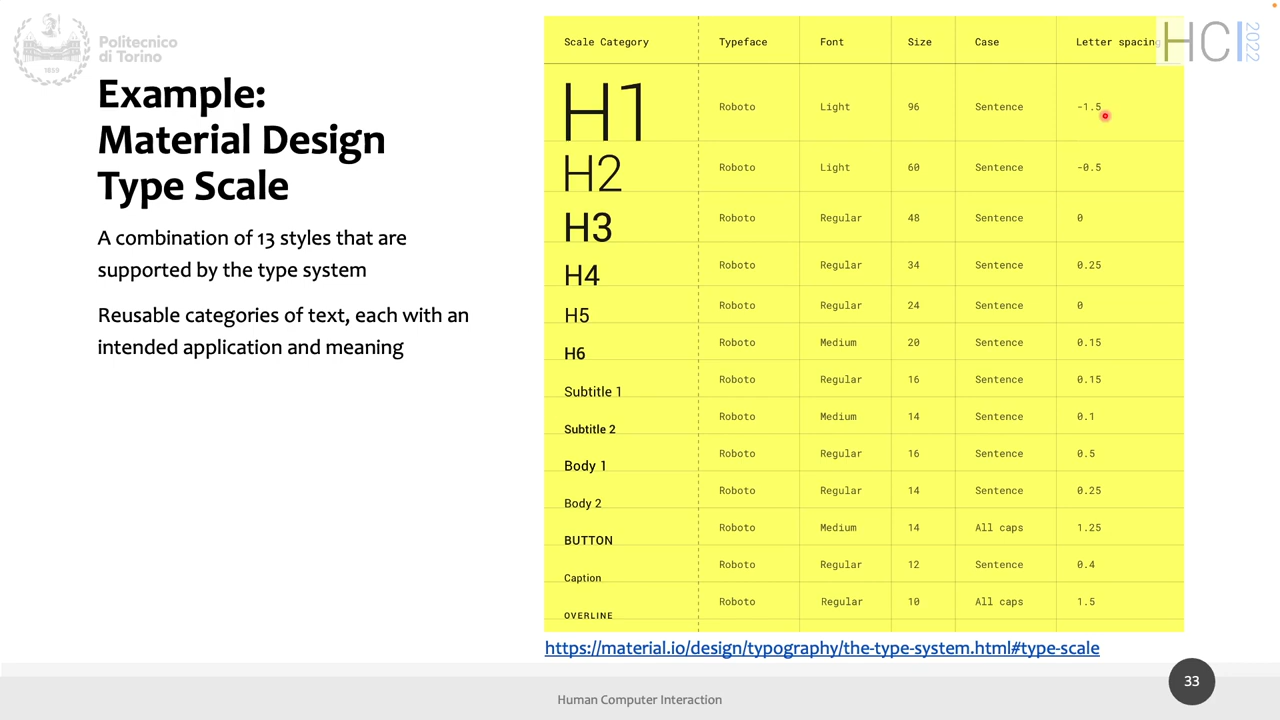 Politecnico
di Torino
1859
Example:
Material Design
Type Scale
A combination of 13 styles that are
supported by the type system
Reusable categories of text, each with an
intended application and meaning
Scale Category Typeface Font Size Case Letter spacing
H1 Roboto Light 96 Sentence -1.5
H2 Roboto Light 60 Sentence -0.5
H3 Roboto Regular 48 Sentence 0
H4 Roboto Regular 34 Sentence 0.25
H5 Roboto Regular 24 Sentence 0
H6 Roboto Medium 20 Sentence 0.15
Subtitle 1 Roboto Regular 16 Sentence 0.15
Subtitle 2 Roboto Medium 14 Sentence 0.1
Body 1 Roboto Regular 16 Sentence 0.5
Body 2 Roboto Regular 14 Sentence 0.25
BUTTON Roboto Medium 14 All caps 1.25
Caption Roboto Regular 12 Sentence 0.4
OVERLINE Roboto Regular 10 All caps 1.5
https://material.io/design/typography/the-type-system.html#type-scale
HCI 2022
Human Computer Interaction
33